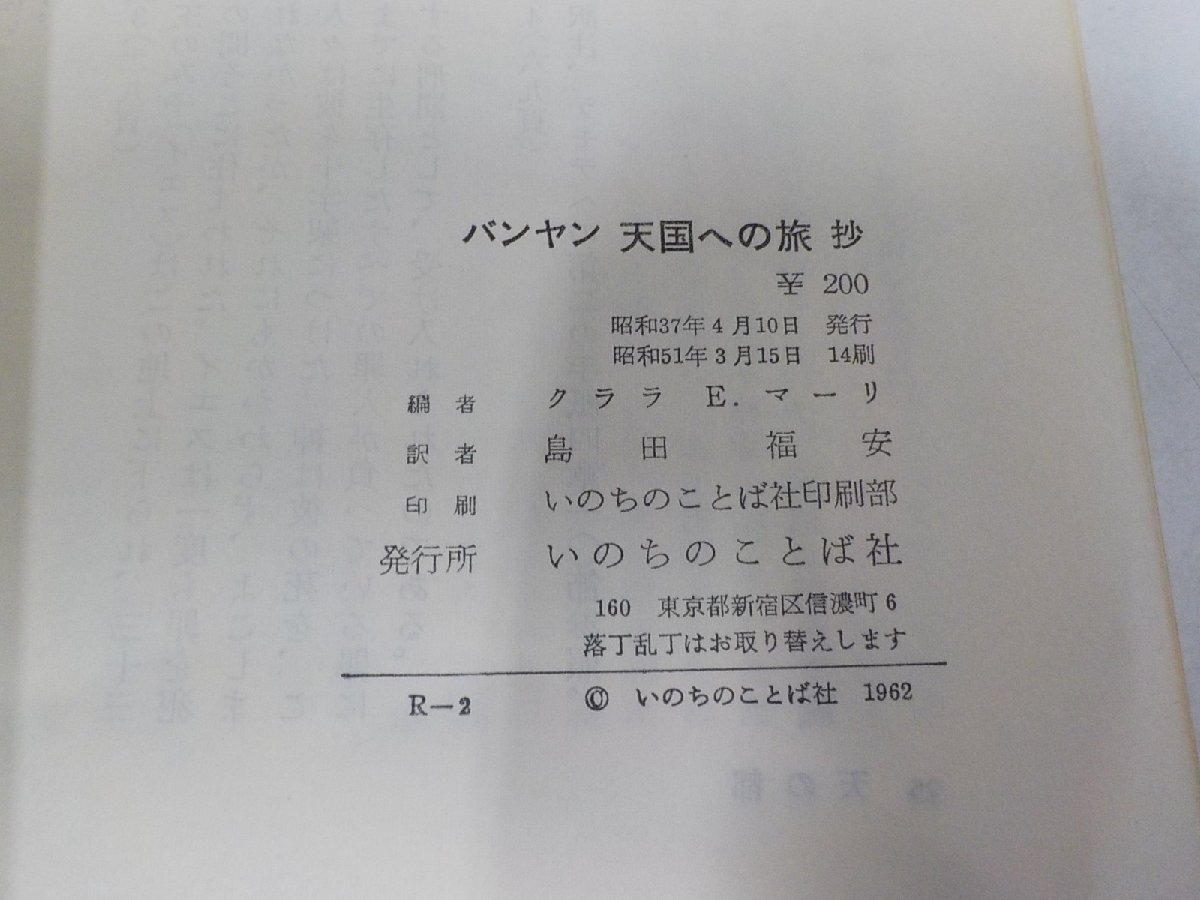 バンヤン 天国への旅 抄
¥ 200
昭和37年4月10日 発行
昭和51年3月15日 14刷
編者 クララ E. マーリ
訳者 島田 福安
印刷 いのちのことば社印刷部
発行所 いのちのことば社
160 東京都新宿区信濃町6
落丁乱丁はお取り替えします
R-2 © いのちのことば社 1962